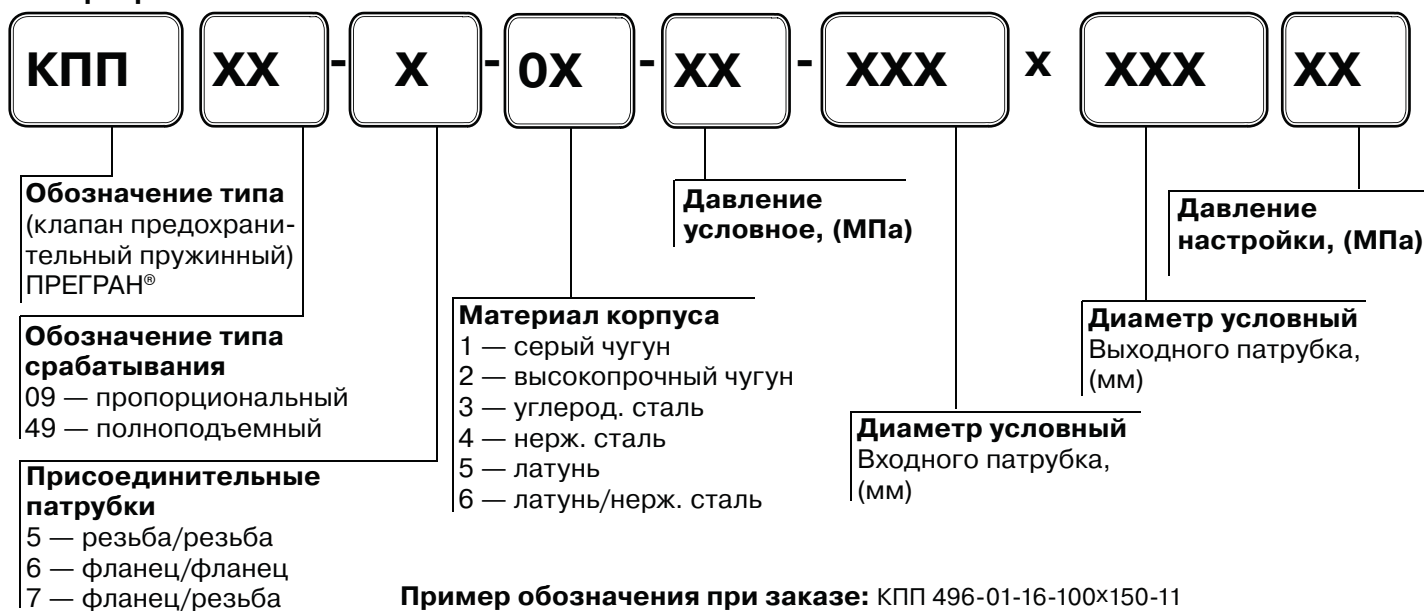 КПП XX - X - 0X - XX - XXX x XXX XX
Обозначение типа
(клапан предохрани-
тельный пружинный)
ПРЕГРАН®
Обозначение типа
срабатывания
09 — пропорциональный
49 — полноподъемный
Присоединительные
патрубки
5 — резьба/резьба
6 — фланец/фланец
7 — фланец/резьба
Материал корпуса
1 — серый чугун
2 — высокопрочный чугун
3 — углерод. сталь
4 — нерж. сталь
5 — латунь
6 — латунь/нерж. сталь
Давление
условное, (МПа)
Диаметр условный
Входного патрубка,
(мм)
Диаметр условный
Выходного патрубка,
(мм)
Давление
настройки, (МПа)
Пример обозначения при заказе: КПП 496-01-16-100x150-11